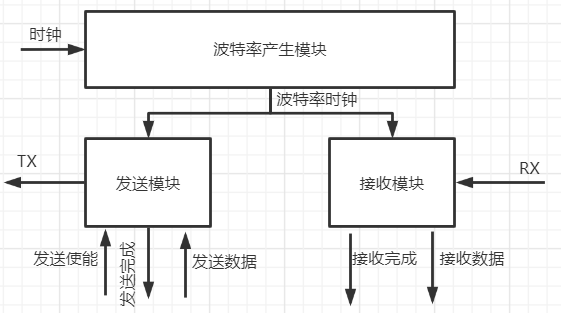 时钟
波特率产生模块
波特率时钟
TX
发送模块
接收模块
RX
发送使能
发送完成
发送数据
接收完成
接收数据